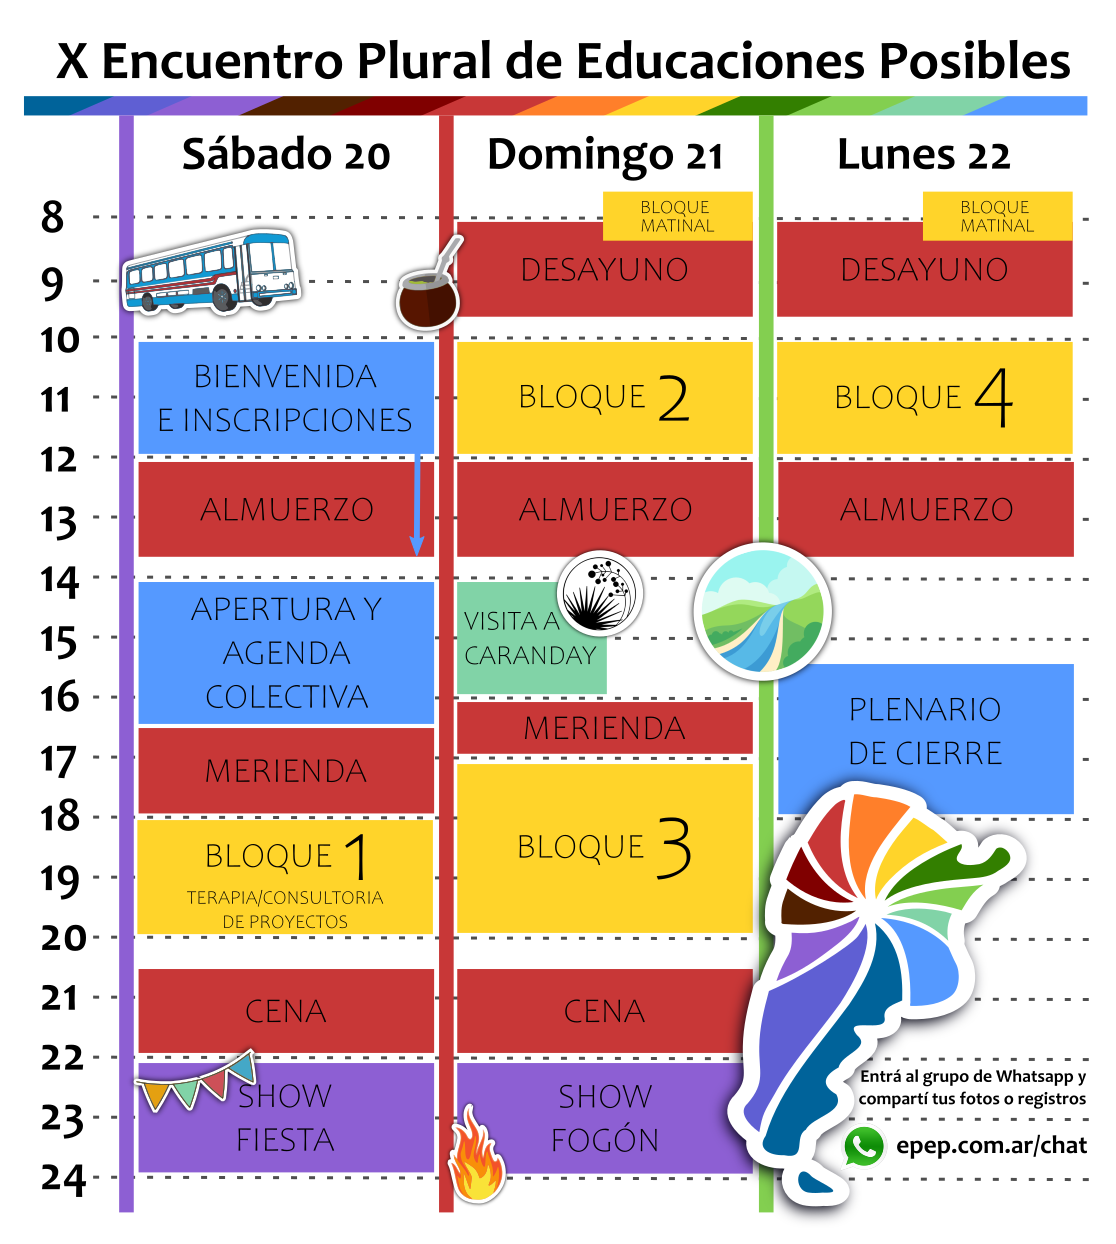 X Encuentro Plural de Educaciones Posibles
Sábado 20
Domingo 21
Lunes 22
8
9
10
11
12
13
14
15
16
17
18
19
20
21
22
23
24
BIENVENIDA
E INSCRIPCIONES
ALMUERZO
APERTURA Y
AGENDA
COLECTIVA
MERIENDA
BLOQUE 1
TERAPIA/CONSULTORIA
DE PROYECTOS
CENA
SHOW
FIESTA
BLOQUE
MATINAL
DESAYUNO
BLOQUE 2
ALMUERZO
VISITA A
CARANDAY
MERIENDA
BLOQUE 3
CENA
SHOW
FOGÓN
BLOQUE
MATINAL
DESAYUNO
BLOQUE 4
ALMUERZO
PLENARIO
DE CIERRE
Entrá al grupo de Whatsapp y
compartí tus fotos o registros
epep.com.ar/chat